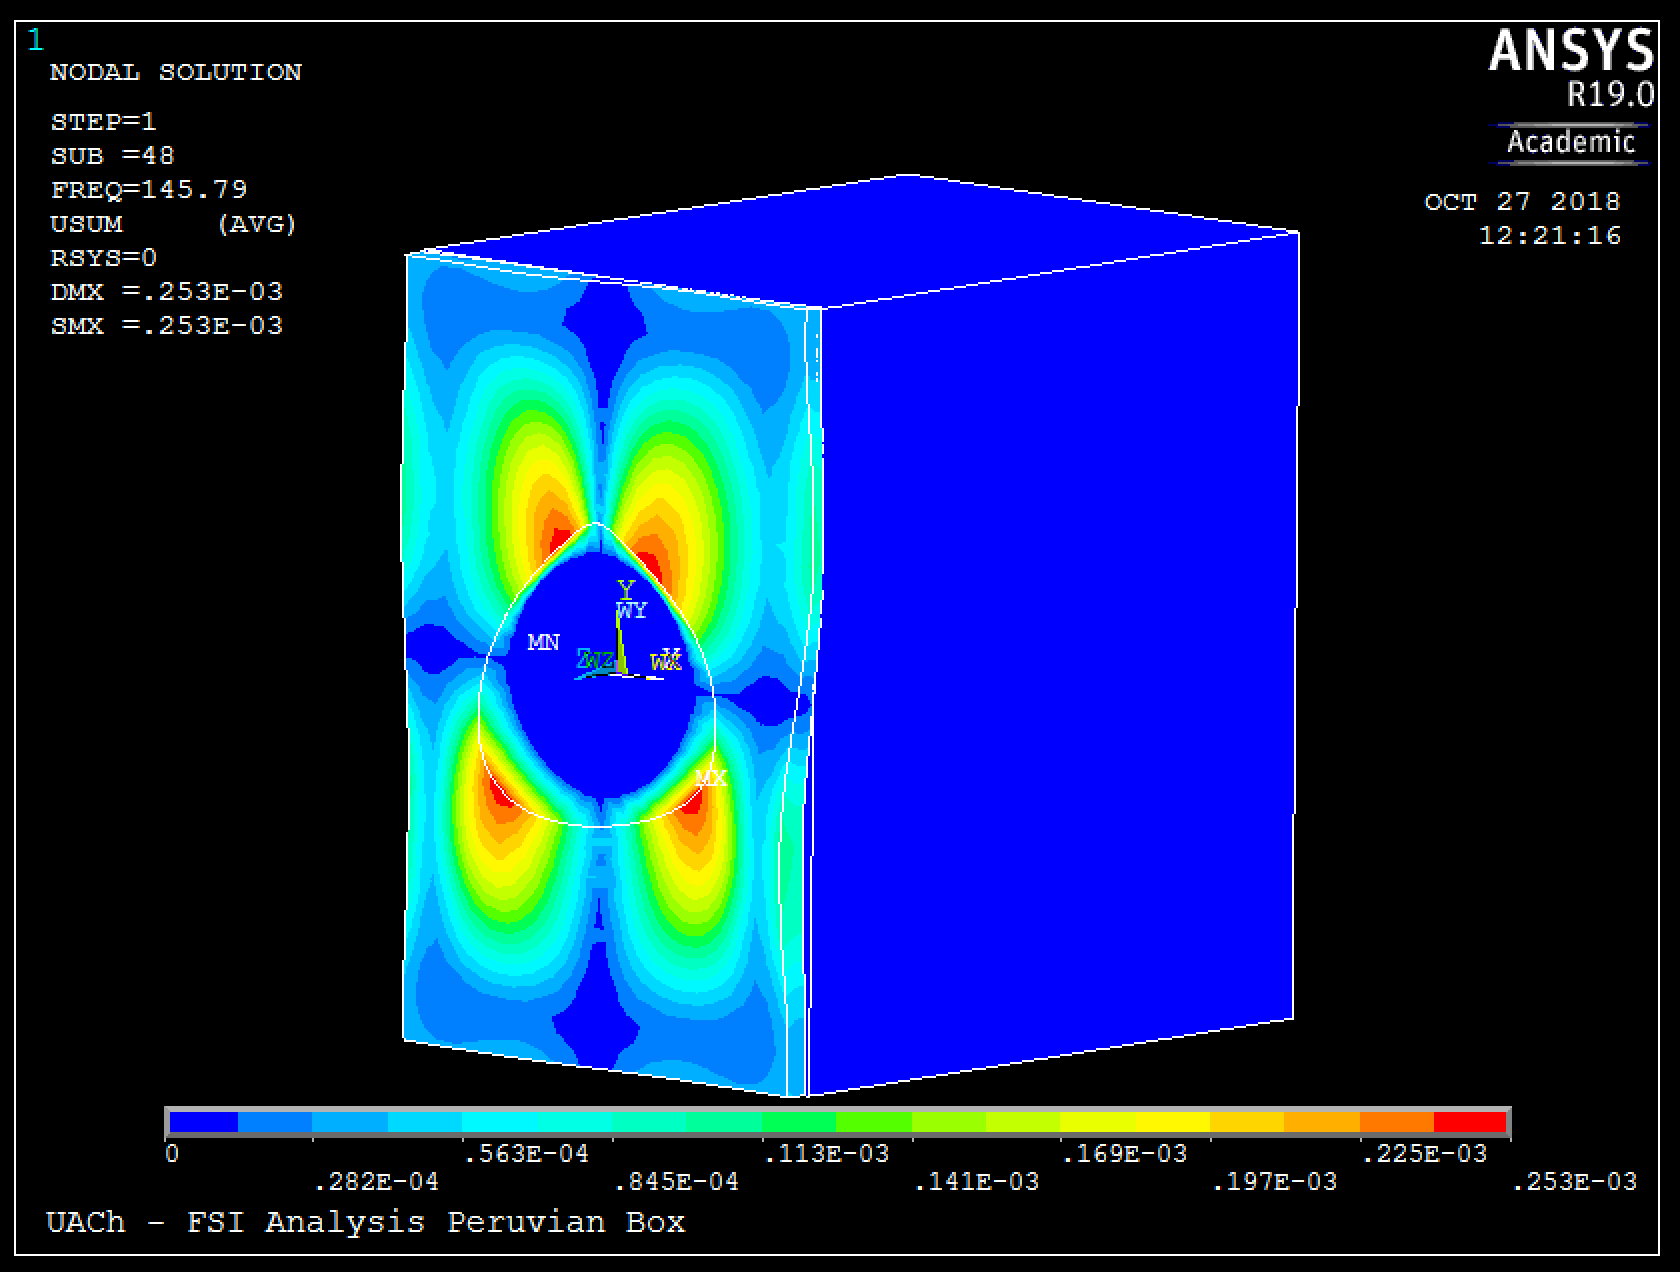 1
NODAL SOLUTION
STEP=1
SUB =48
FREQ=145.79
USUM (AVG)
RSYS=0
DMX =.253E-03
SMX =.253E-03
ANSYS
R19.0
Academic
OCT 27 2018
12:21:16
Y
WY
MN
WZ
MX
0
.282E-04
.563E-04
.845E-04
.113E-03
.141E-03
.169E-03
.197E-03
.225E-03
.253E-03
UACh - FSI Analysis Peruvian Box